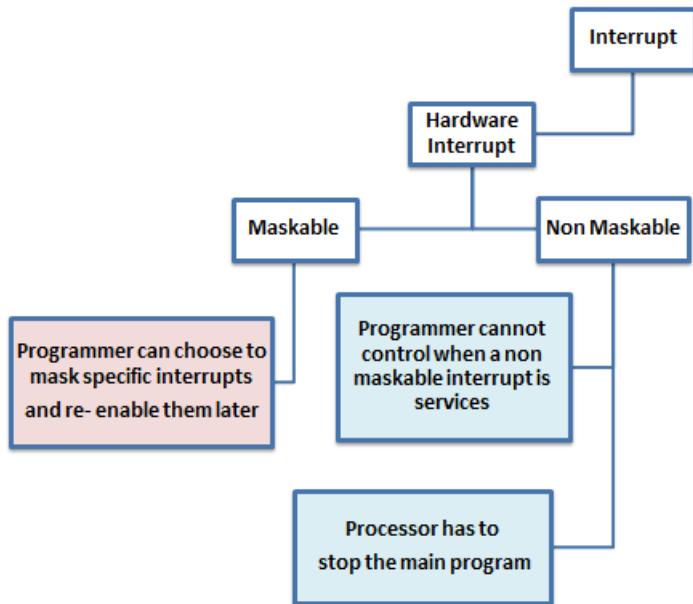 Interrupt
Hardware
Interrupt
Maskable
Non Maskable
Programmer can choose to
mask specific interrupts
and re- enable them later
Programmer cannot
control when a non
maskable interrupt is
services
Processor has to
stop the main program